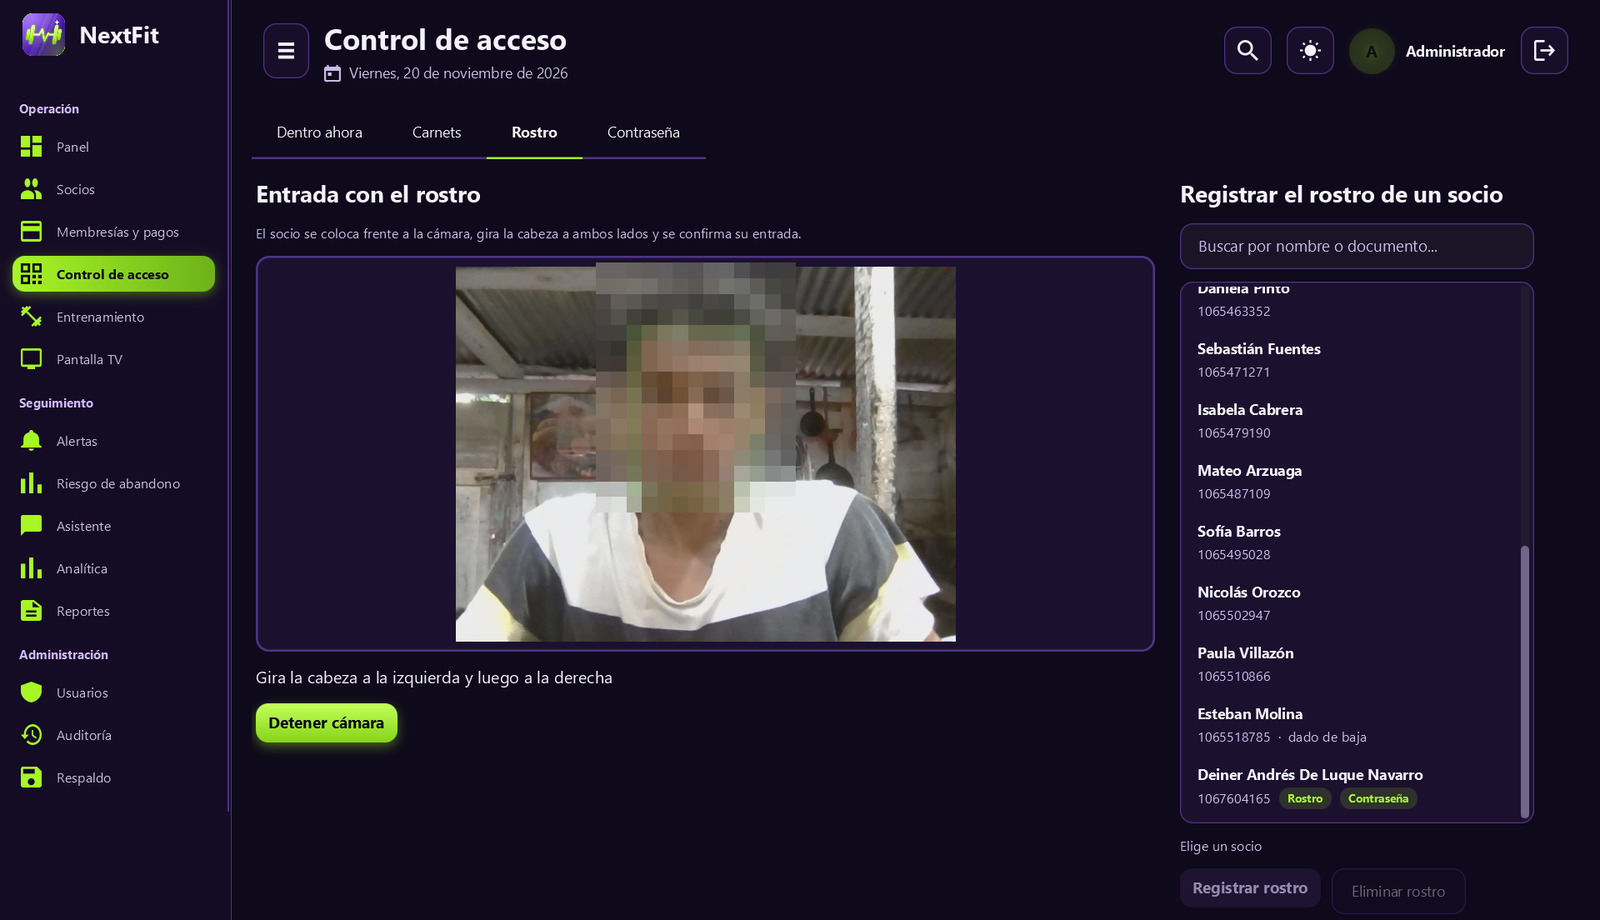 NextFit
Operación
Panel
Socios
Membresías y pagos
Control de acceso
Entrenamiento
Pantalla TV
Seguimiento
Alertas
Riesgo de abandono
Asistente
Analítica
Reportes
Administración
Usuarios
Auditoría
Respaldo
Control de acceso
Viernes, 20 de noviembre de 2026
A
Administrador
Dentro ahora
Carnets
Rostro
Contraseña
Entrada con el rostro
El socio se coloca frente a la cámara, gira la cabeza a ambos lados y se confirma su entrada.
Gira la cabeza a la izquierda y luego a la derecha
Detener cámara
Registrar el rostro de un socio
Buscar por nombre o documento...
Daniela Pinto
1065463352
Sebastián Fuentes
1065471271
Isabela Cabrera
1065479190
Mateo Arzuaga
1065487109
Sofía Barros
1065495028
Nicolás Orozco
1065502947
Paula Villazón
1065510866
Esteban Molina
1065518785 · dado de baja
Deiner Andrés De Luque Navarro
1067604165 Rostro Contraseña
Elige un socio
Registrar rostro
Eliminar rostro